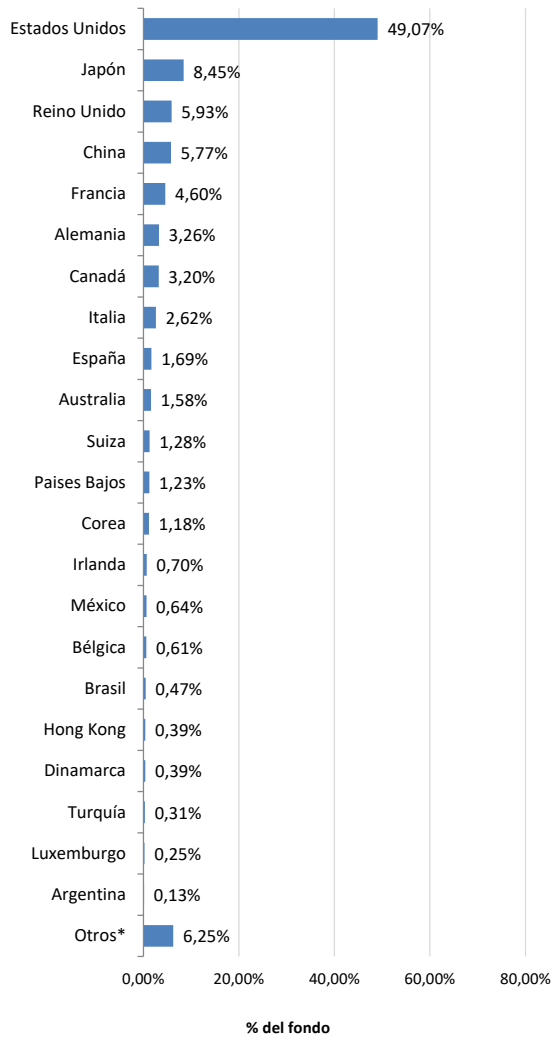 Estados Unidos 49,07%
Japón 8,45%
Reino Unido 5,93%
China 5,77%
Francia 4,60%
Alemania 3,26%
Canadá 3,20%
Italia 2,62%
España 1,69%
Australia 1,58%
Suiza 1,28%
Paises Bajos 1,23%
Corea 1,18%
Irlanda 0,70%
México 0,64%
Bélgica 0,61%
Brasil 0,47%
Hong Kong 0,39%
Dinamarca 0,39%
Turquía 0,31%
Luxemburgo 0,25%
Argentina 0,13%
Otros* 6,25%
0,00% 20,00% 40,00% 60,00% 80,00%
% del fondo